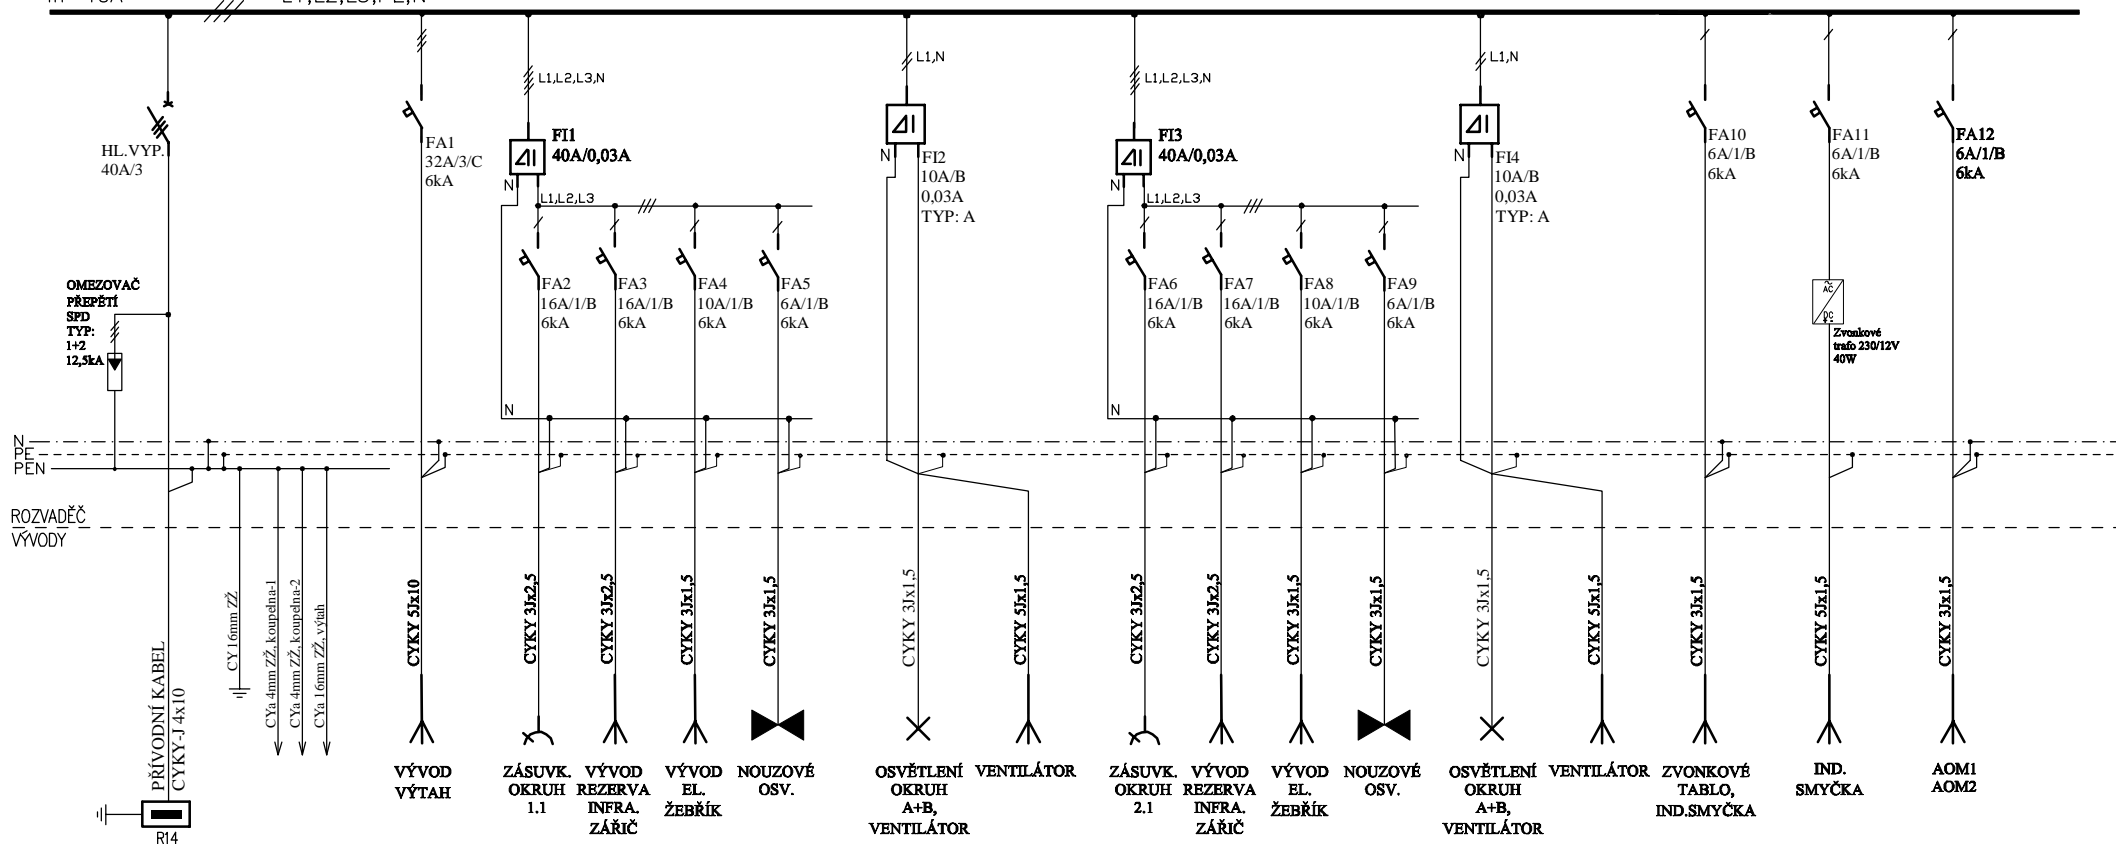 L1,L2,L3,PE,N
HL.VYP.
40A/3
OMEZOVAČ
PŘEPĚTÍ
SPD
TYP:
1+2
12,5kA
FA1
32A/3/C
6kA
L1,L2,L3,N
FI1
40A/0,03A
N
L1,L2,L3
FA2
16A/1/B
6kA
FA3
16A/1/B
6kA
FA4
10A/1/B
6kA
FA5
6A/1/B
6kA
N
L1,N
N
FI2
10A/B
0,03A
TYP: A
L1,L2,L3,N
FI3
40A/0,03A
N
L1,L2,L3
FA6
16A/1/B
6kA
FA7
16A/1/B
6kA
FA8
10A/1/B
6kA
FA9
6A/1/B
6kA
N
L1,N
N
FI4
10A/B
0,03A
TYP: A
FA10
6A/1/B
6kA
FA11
6A/1/B
6kA
AC
DC
Zvonkové
trafo 230/12V
40W
FA12
6A/1/B
6kA
N
PE
PEN
ROZVADĚČ
VÝVODY
PŘÍVODNÍ KABEL
CYKY-J 4x10
R14
CY16mm ZŽ
CYa 4mm ZŽ, koupelna-1
CYa 4mm ZŽ, koupelna-2
CYa 16mm ZŽ, výtah
CYKY 5Jx10
CYKY 3Jx2,5
CYKY 3Jx2,5
CYKY 3Jx1,5
CYKY 3Jx1,5
CYKY 3Jx1,5
CYKY 5Jx1,5
CYKY 3Jx2,5
CYKY 3Jx2,5
CYKY 3Jx1,5
CYKY 3Jx1,5
CYKY 3Jx1,5
CYKY 5Jx1,5
CYKY 3Jx1,5
CYKY 5Jx1,5
CYKY 3Jx1,5
VÝVOD
VÝTAH
ZÁSUVK.
OKRUH
1.1
VÝVOD
REZERVA
INFRA.
ZÁŘIČ
VÝVOD
EL.
ŽEBŘÍK
NOUZOVÉ
OSV.
OSVĚTLENÍ
OKRUH
A+B,
VENTILÁTOR
VENTILÁTOR
ZÁSUVK.
OKRUH
2.1
VÝVOD
REZERVA
INFRA.
ZÁŘIČ
VÝVOD
EL.
ŽEBŘÍK
NOUZOVÉ
OSV.
OSVĚTLENÍ
OKRUH
A+B,
VENTILÁTOR
VENTILÁTOR
ZVONKOVÉ
TABLO,
IND.SMYČKA
IND.
SMYČKA
AOM1
AOM2